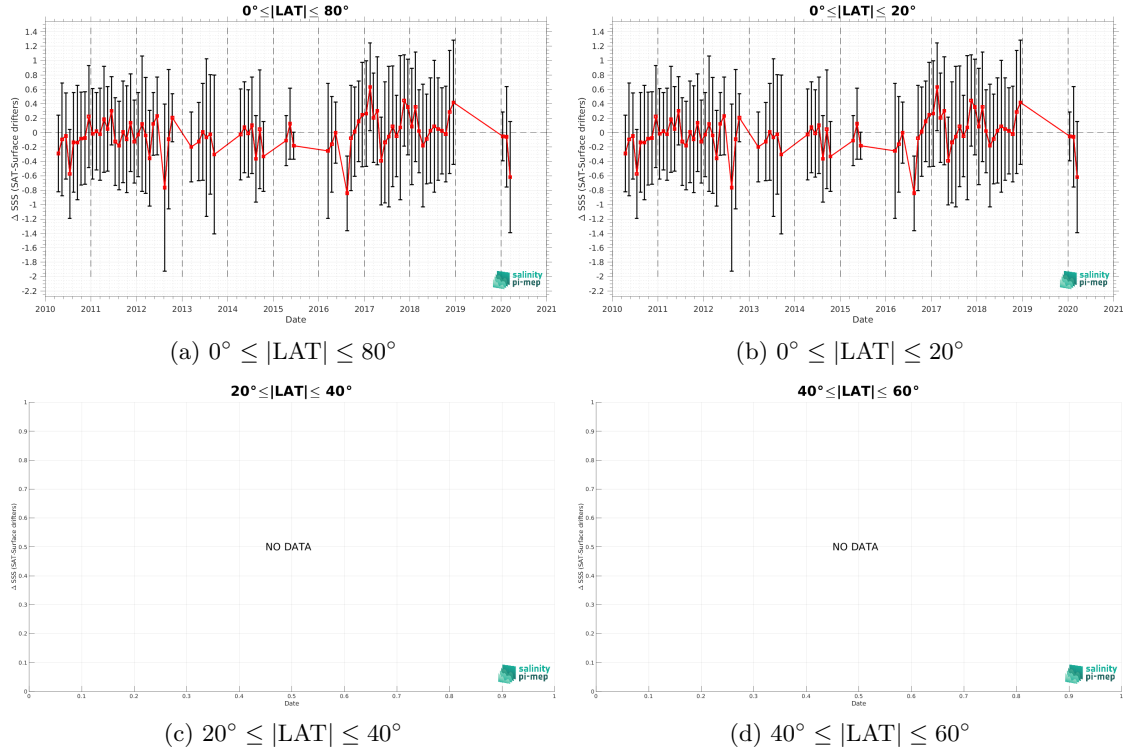 0°≤|LAT|≤ 80°
1.4
1.2
1
0.8
0.6
0.4
0.2
0
-0.2
-0.4
-0.6
-0.8
-1
-1.2
-1.4
-1.6
-1.8
-2
-2.2
Δ SSS (SAT-Surface drifters)
2010 2011 2012 2013 2014 2015 2016 2017 2018 2019 2020 2021
Date
salinity
pi-mep
(a) 0° ≤ |LAT| ≤ 80°
0°≤|LAT|≤ 20°
1.4
1.2
1
0.8
0.6
0.4
0.2
0
-0.2
-0.4
-0.6
-0.8
-1
-1.2
-1.4
-1.6
-1.8
-2
-2.2
Δ SSS (SAT-Surface drifters)
2010 2011 2012 2013 2014 2015 2016 2017 2018 2019 2020 2021
Date
salinity
pi-mep
(b) 0° ≤ |LAT| ≤ 20°
20°≤|LAT|≤ 40°
1
0.9
0.8
0.7
0.6
0.5
0.4
0.3
0.2
0.1
0
Δ SSS (SAT-Surface drifters)
NO DATA
0 0.1 0.2 0.3 0.4 0.5 0.6 0.7 0.8 0.9 1
Date
salinity
pi-mep
(c) 20° ≤ |LAT| ≤ 40°
40°≤|LAT|≤ 60°
1
0.9
0.8
0.7
0.6
0.5
0.4
0.3
0.2
0.1
0
Δ SSS (SAT-Surface drifters)
NO DATA
0 0.1 0.2 0.3 0.4 0.5 0.6 0.7 0.8 0.9 1
Date
salinity
pi-mep
(d) 40° ≤ |LAT| ≤ 60°